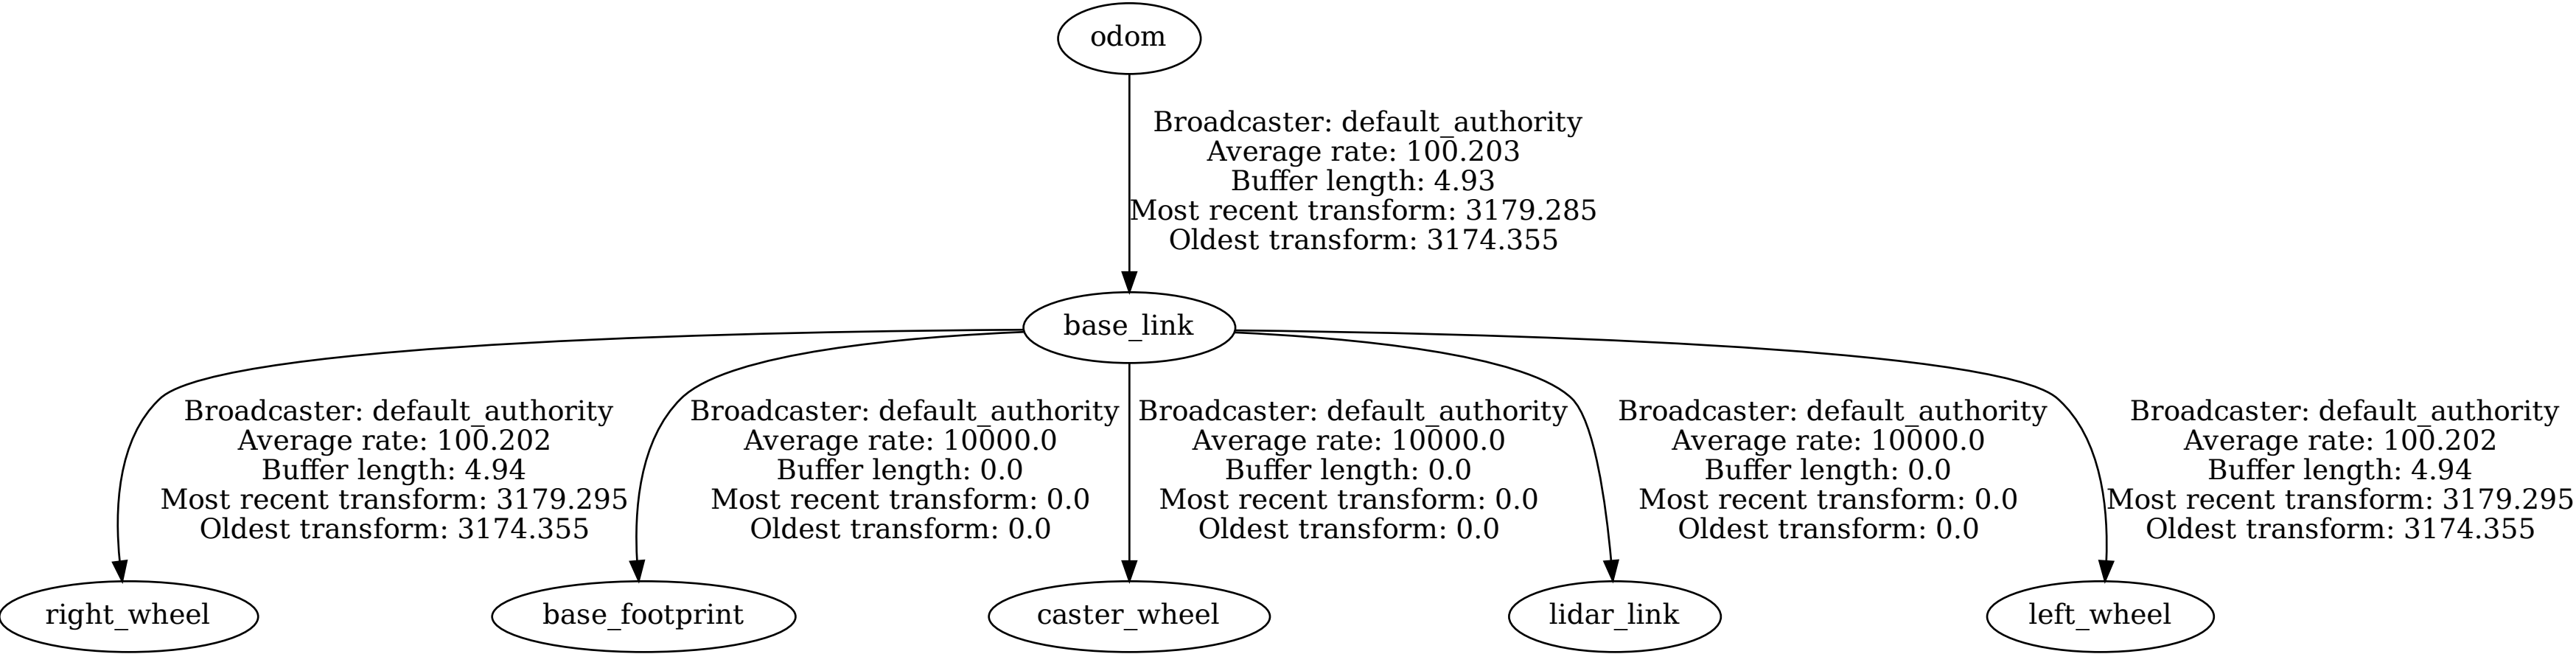 odom
Broadcaster: default_authority
Average rate: 100.203
Buffer length: 4.93
Most recent transform: 3179.285
Oldest transform: 3174.355
base_link
Broadcaster: default_authority
Average rate: 100.202
Buffer length: 4.94
Most recent transform: 3179.295
Oldest transform: 3174.355
Broadcaster: default_authority
Average rate: 10000.0
Buffer length: 0.0
Most recent transform: 0.0
Oldest transform: 0.0
Broadcaster: default_authority
Average rate: 10000.0
Buffer length: 0.0
Most recent transform: 0.0
Oldest transform: 0.0
Broadcaster: default_authority
Average rate: 10000.0
Buffer length: 0.0
Most recent transform: 0.0
Oldest transform: 0.0
Broadcaster: default_authority
Average rate: 100.202
Buffer length: 4.94
Most recent transform: 3179.295
Oldest transform: 3174.355
right_wheel
base_footprint
caster_wheel
lidar_link
left_wheel